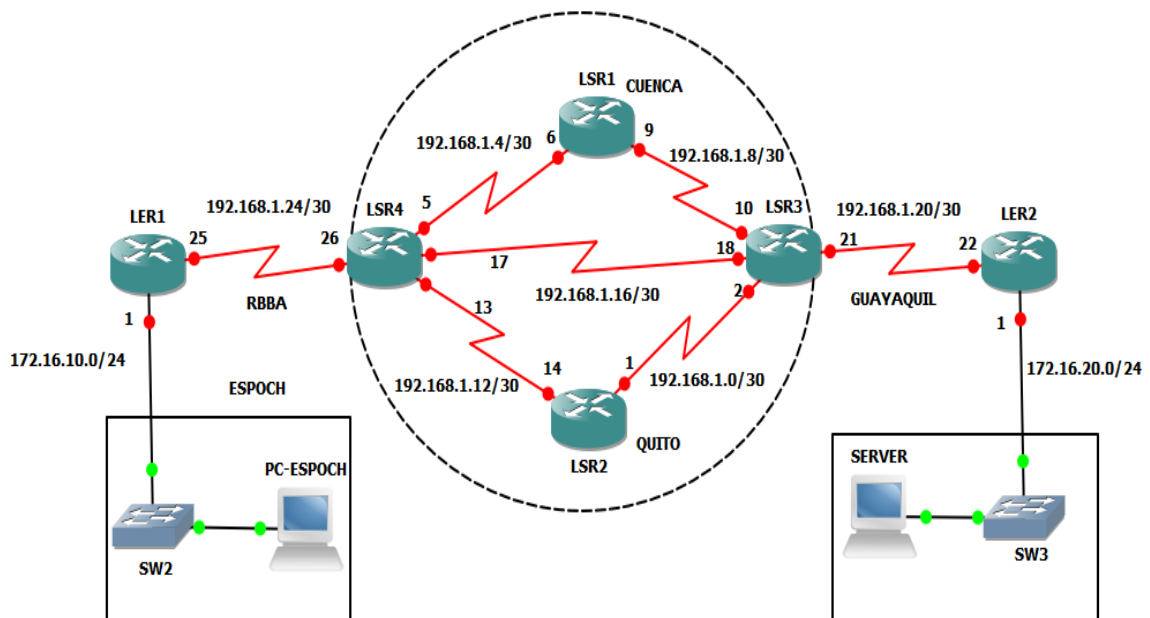 LSR1
CUENCA
6
9
192.168.1.4/30
192.168.1.8/30
LER1
192.168.1.24/30
LSR4
5
10
LSR3
192.168.1.20/30
LER2
25
26
17
18
21
22
RBBA
192.168.1.16/30
2
GUAYAQUIL
1
13
1
172.16.10.0/24
14
1
172.16.20.0/24
192.168.1.12/30
192.168.1.0/30
ESPOCH
QUITO
LSR2
PC-ESPOCH
SERVER
SW2
SW3